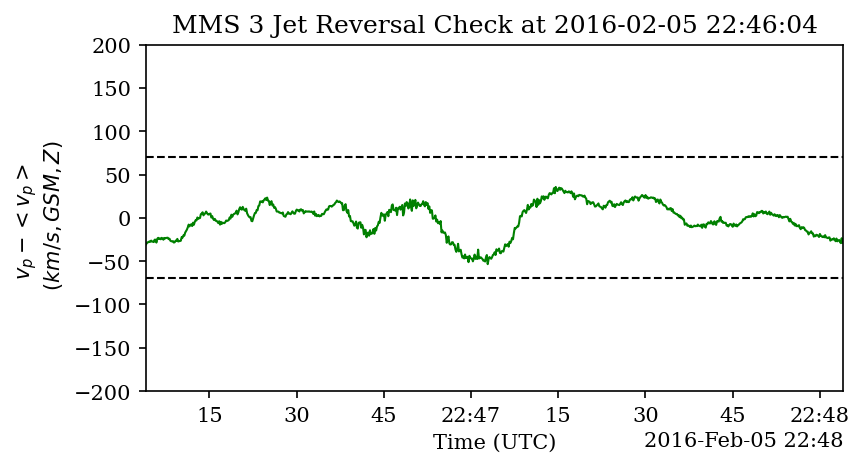 MMS 3 Jet Reversal Check at 2016-02-05 22:46:04
200
150
100
50
0
−50
−100
−150
−200
v_p − < v_p >
(km/s, GSM, Z)
15 30 45 22:47 15 30 45 22:48
Time (UTC)
2016-Feb-05 22:48